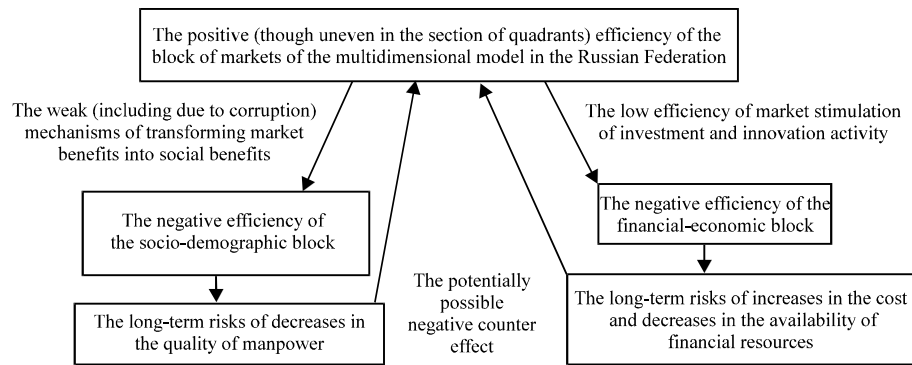 The positive (though uneven in the section of quadrants) efficiency of the
block of markets of the multidimensional model in the Russian Federation
The weak (including due to corruption)
mechanisms of transforming market
benefits into social benefits
The low efficiency of market stimulation
of investment and innovation activity
The negative efficiency of
the socio-demographic block
The negative efficiency of the
financial-economic block
The potentially
possible
negative counter
effect
The long-term risks of decreases in
the quality of manpower
The long-term risks of increases in the cost
and decreases in the availability of
financial resources